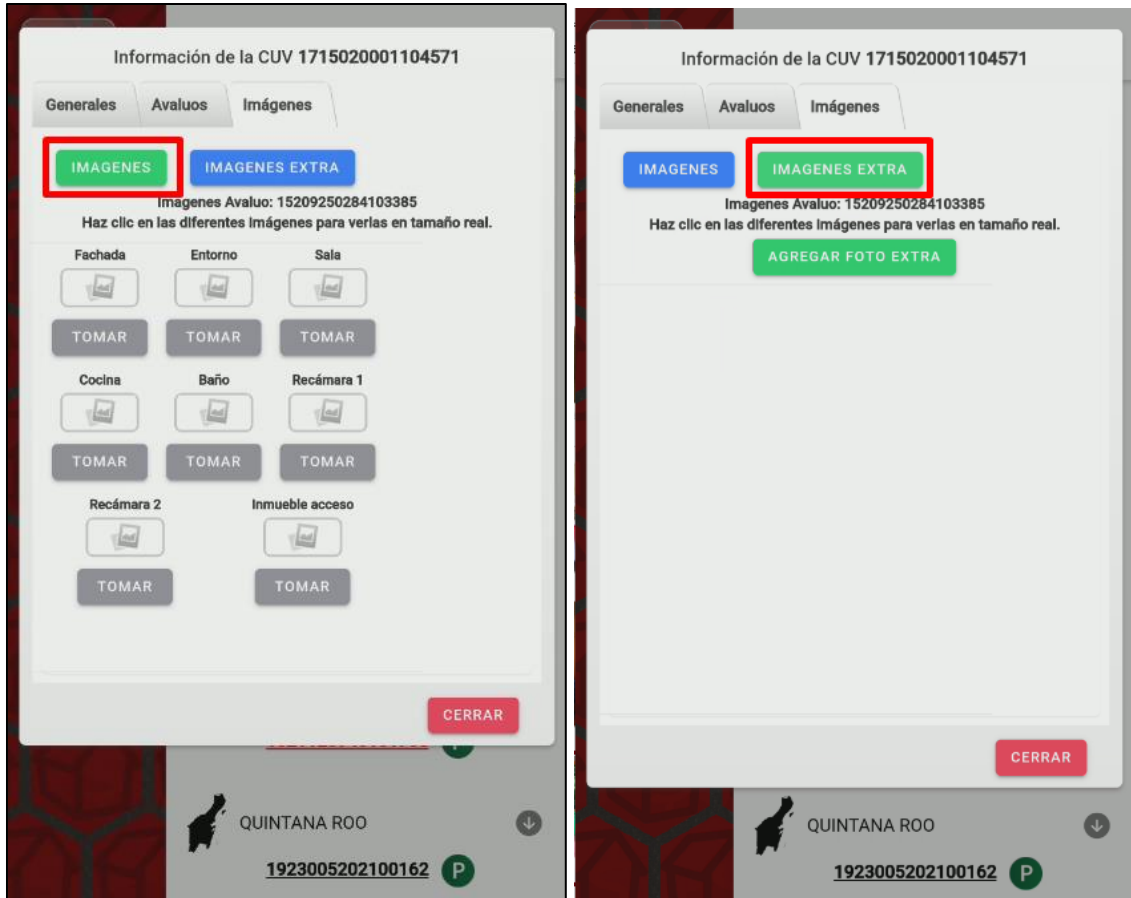 Información de la CUV 1715020001104571
Generales Avaluos Imágenes
IMAGENES IMAGENES EXTRA
Imagenes Avaluo: 15209250284103385
Haz clic en las diferentes imágenes para verlas en tamaño real.
Fachada Entorno Sala
TOMAR TOMAR TOMAR
Cocina Baño Recámara 1
TOMAR TOMAR TOMAR
Recámara 2 Inmueble acceso
TOMAR TOMAR
CERRAR
P
QUINTANA ROO
1923005202100162 P
Información de la CUV 1715020001104571
Generales Avaluos Imágenes
IMAGENES IMAGENES EXTRA
Imagenes Avaluo: 15209250284103385
Haz clic en las diferentes imágenes para verlas en tamaño real.
AGREGAR FOTO EXTRA
CERRAR
QUINTANA ROO
1923005202100162 P